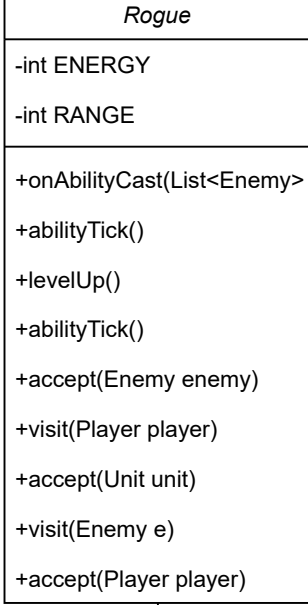 Rogue
-int ENERGY
-int RANGE
+onAbilityCast(List<Enemy>
+abilityTick()
+levelUp()
+abilityTick()
+accept(Enemy enemy)
+visit(Player player)
+accept(Unit unit)
+visit(Enemy e)
+accept(Player player)